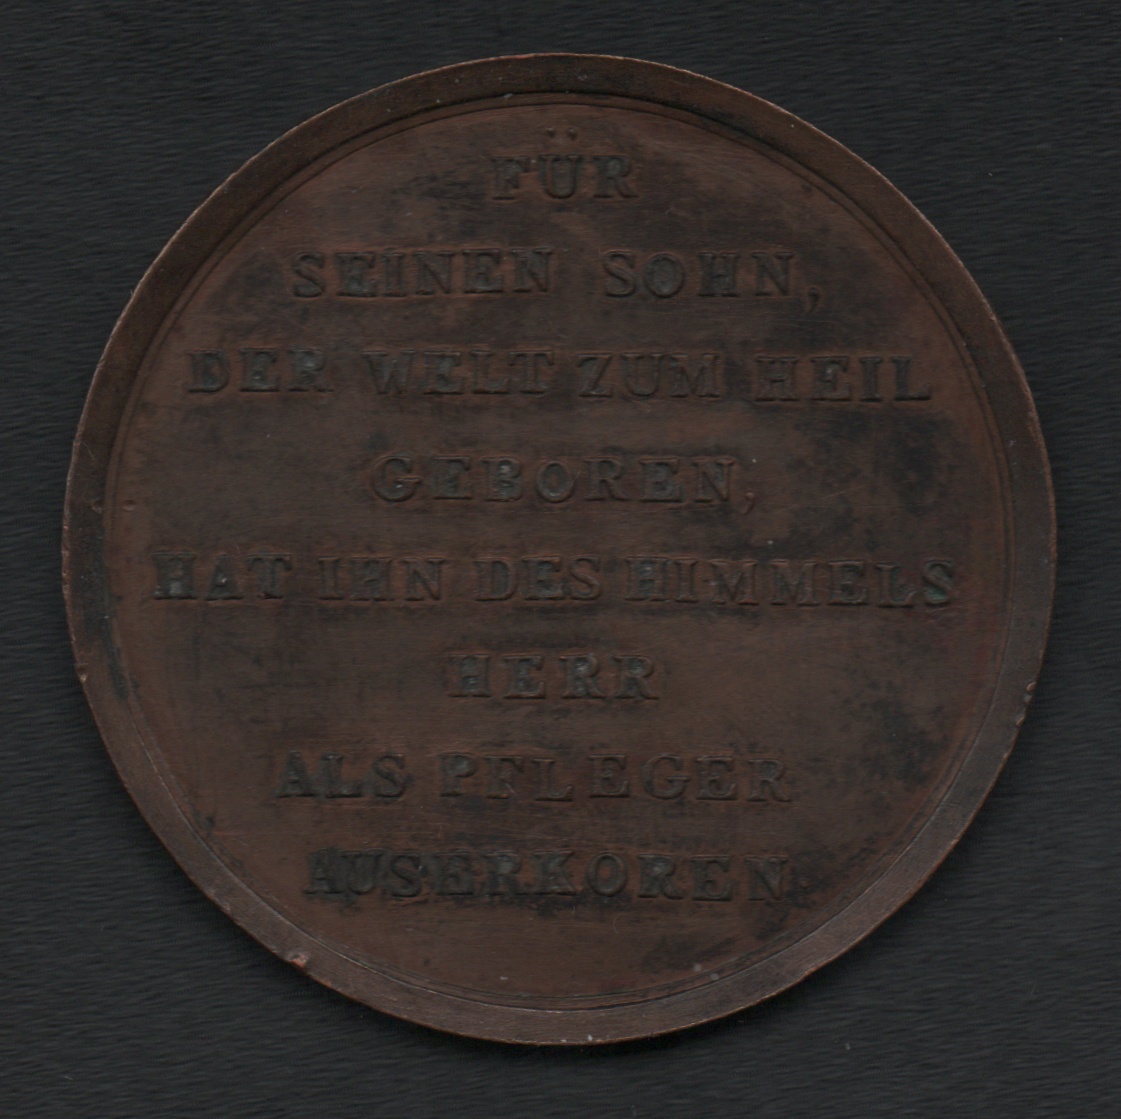 FÜR
SEINEN SOHN,
DER WELT ZUM HEIL
GEBOREN,
HAT IHN DES HIMMELS
HERR
ALS PFLEGER
AUSERKOREN